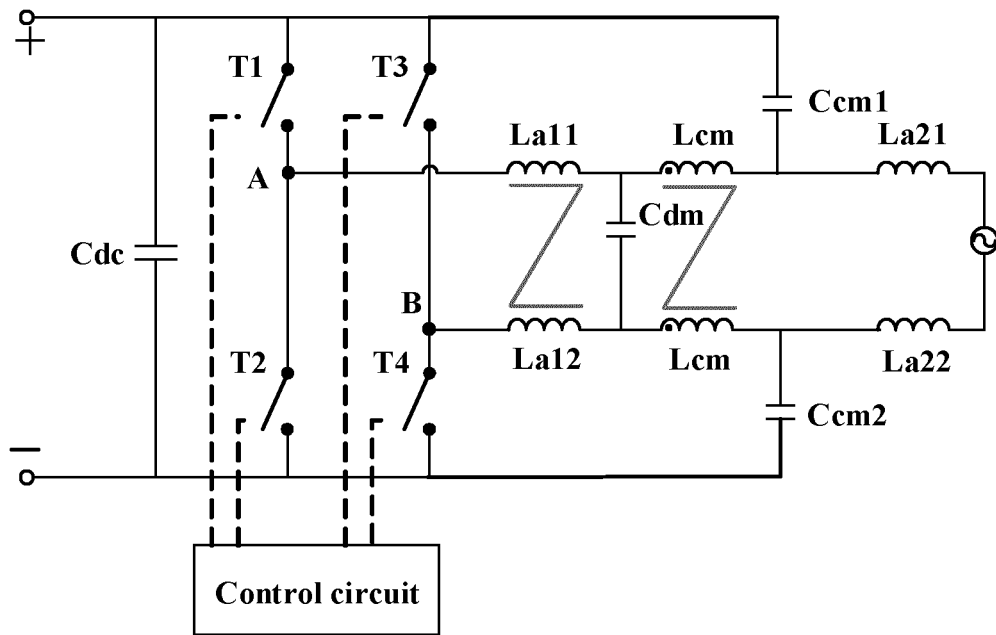 +
T1
T3
Ccm1
La11
Lcm
La21
A
Cdm
Cdc
B
T2
T4
La12
Lcm
La22
Ccm2
−
Control circuit